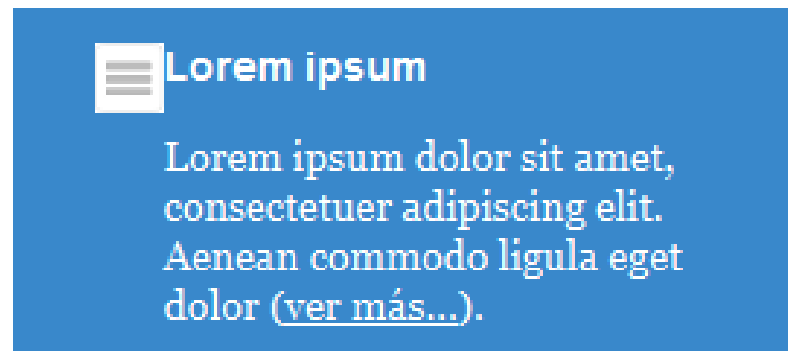 Lorem ipsum
Lorem ipsum dolor sit amet,
consectetuer adipiscing elit.
Aenean commodo ligula eget
dolor (ver más...).